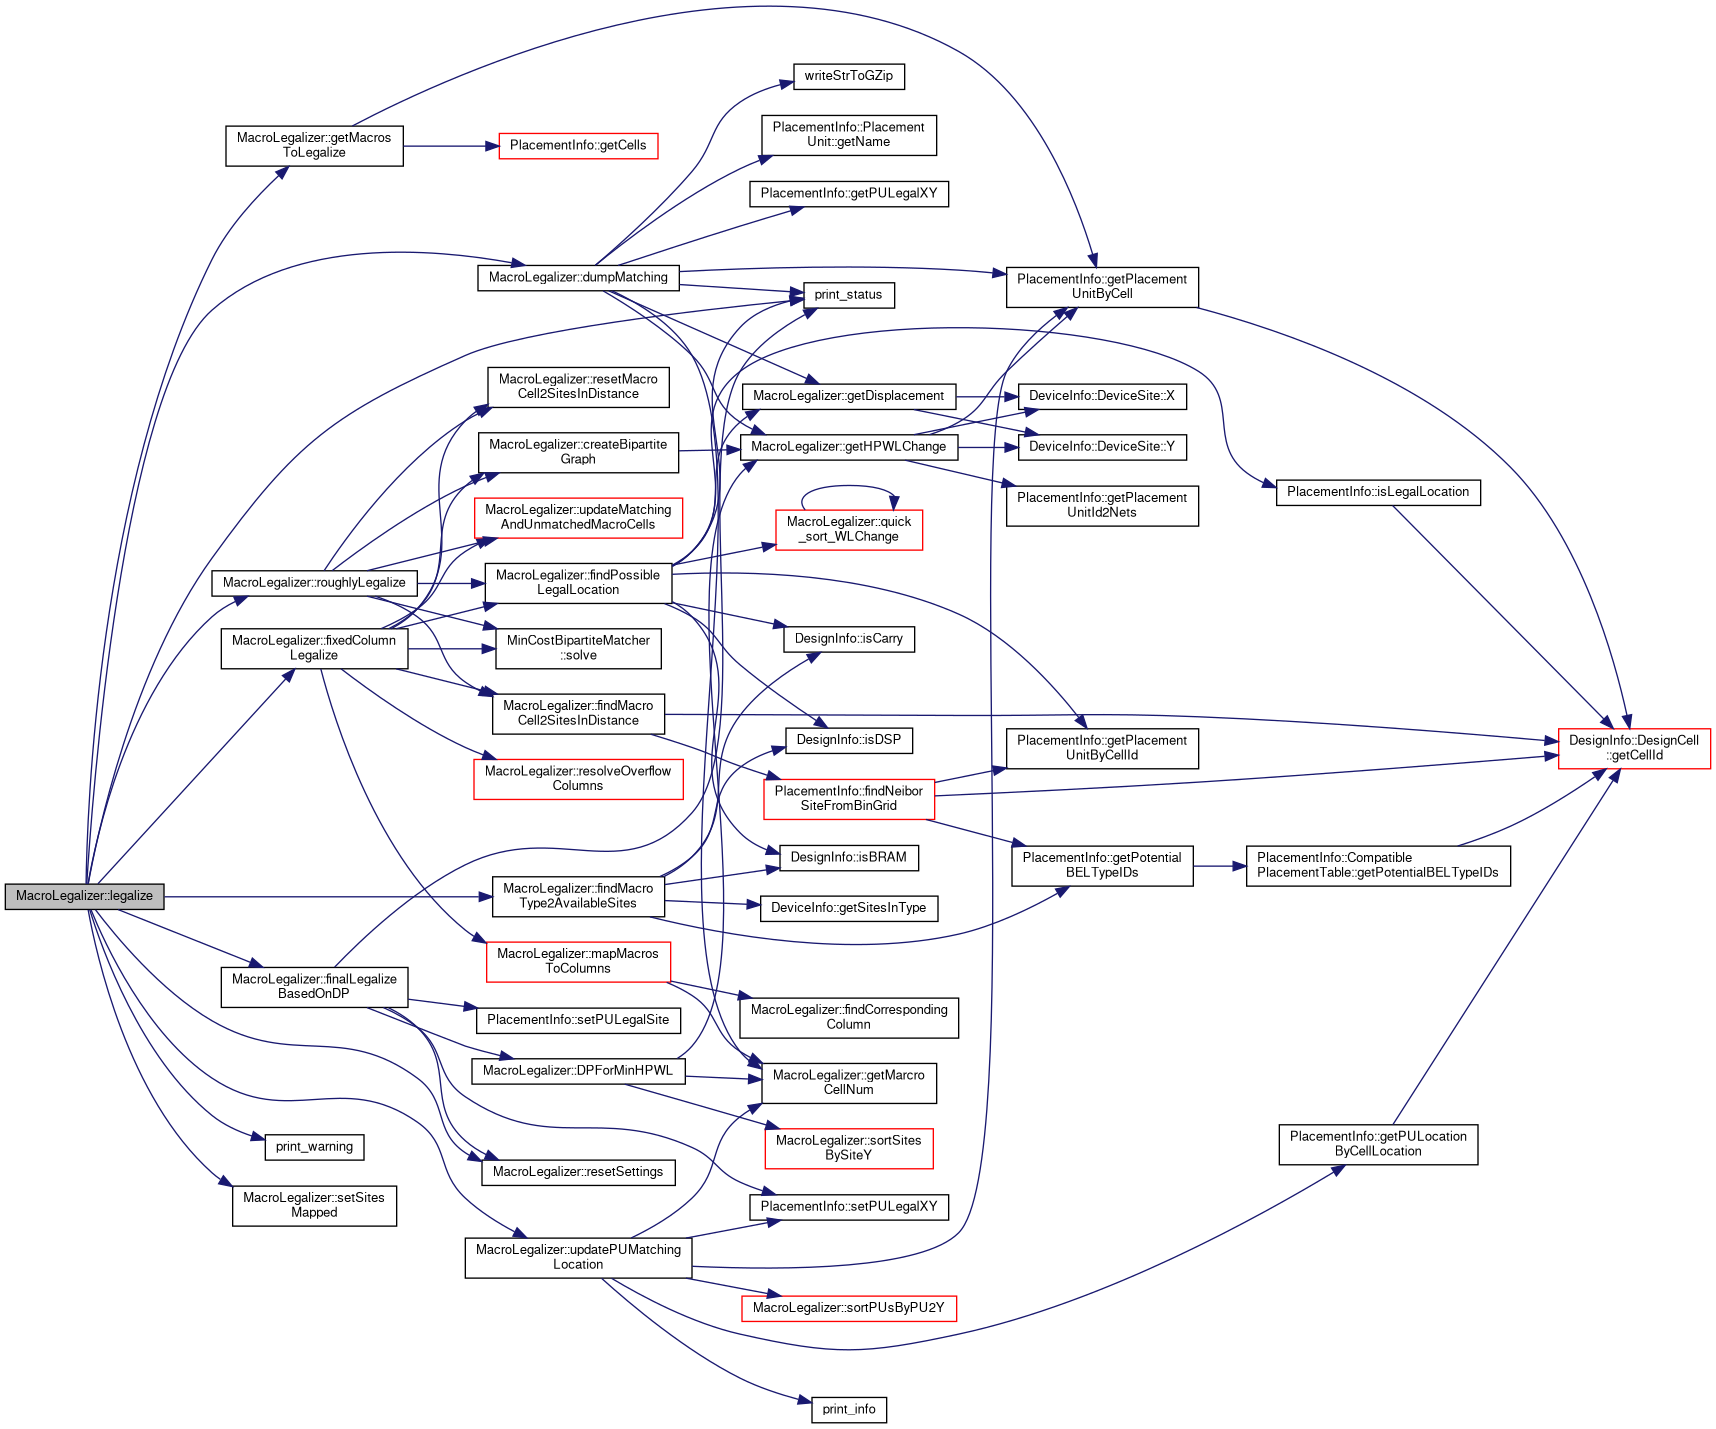 writeStrToGZip
MacroLegalizer::getMacros
ToLegalize
PlacementInfo::getCells
PlacementInfo::Placement
Unit::getName
PlacementInfo::getPULegalXY
MacroLegalizer::dumpMatching
print_status
PlacementInfo::getPlacement
UnitByCell
MacroLegalizer::resetMacro
Cell2SitesInDistance
MacroLegalizer::getDisplacement
DeviceInfo::DeviceSite::X
MacroLegalizer::createBipartite
Graph
MacroLegalizer::getHPWLChange
DeviceInfo::DeviceSite::Y
MacroLegalizer::updateMatching
AndUnmatchedMacroCells
MacroLegalizer::quick
_sort_WLChange
PlacementInfo::getPlacement
UnitId2Nets
PlacementInfo::isLegalLocation
MacroLegalizer::roughlyLegalize
MacroLegalizer::findPossible
LegalLocation
MacroLegalizer::fixedColumn
Legalize
MinCostBipartiteMatcher
::solve
DesignInfo::isCarry
MacroLegalizer::findMacro
Cell2SitesInDistance
DesignInfo::isDSP
PlacementInfo::getPlacement
UnitByCellId
DesignInfo::DesignCell
::getCellId
MacroLegalizer::resolveOverflow
Columns
PlacementInfo::findNeibor
SiteFromBinGrid
DesignInfo::isBRAM
PlacementInfo::getPotential
BELTypeIDs
PlacementInfo::Compatible
PlacementTable::getPotentialBELTypeIDs
MacroLegalizer::legalize
MacroLegalizer::findMacro
Type2AvailableSites
DeviceInfo::getSitesInType
MacroLegalizer::mapMacros
ToColumns
MacroLegalizer::finalLegalize
BasedOnDP
PlacementInfo::setPULegalSite
MacroLegalizer::findCorresponding
Column
MacroLegalizer::DPForMinHPWL
MacroLegalizer::getMarcro
CellNum
print_warning
MacroLegalizer::resetSettings
MacroLegalizer::sortSites
BySiteY
PlacementInfo::getPULocation
ByCellLocation
MacroLegalizer::setSites
Mapped
PlacementInfo::setPULegalXY
MacroLegalizer::updatePUMatching
Location
MacroLegalizer::sortPUsByPU2Y
print_info